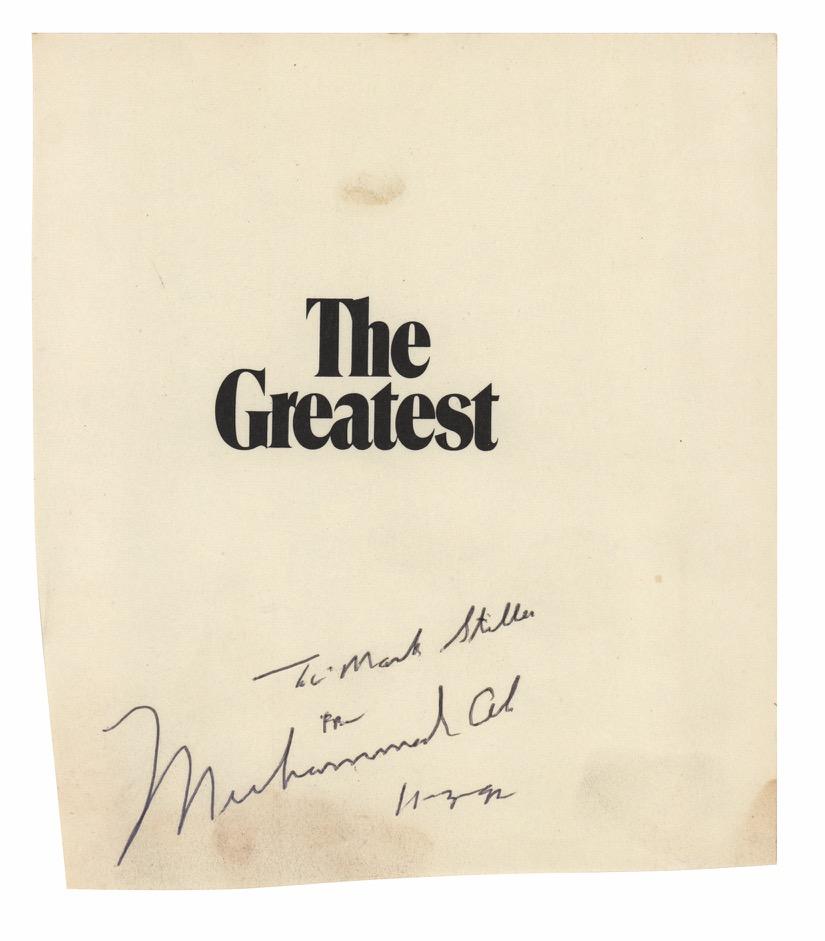 The
Greatest
To Mark Stiller
From
Muhammad Ali
11-3-92